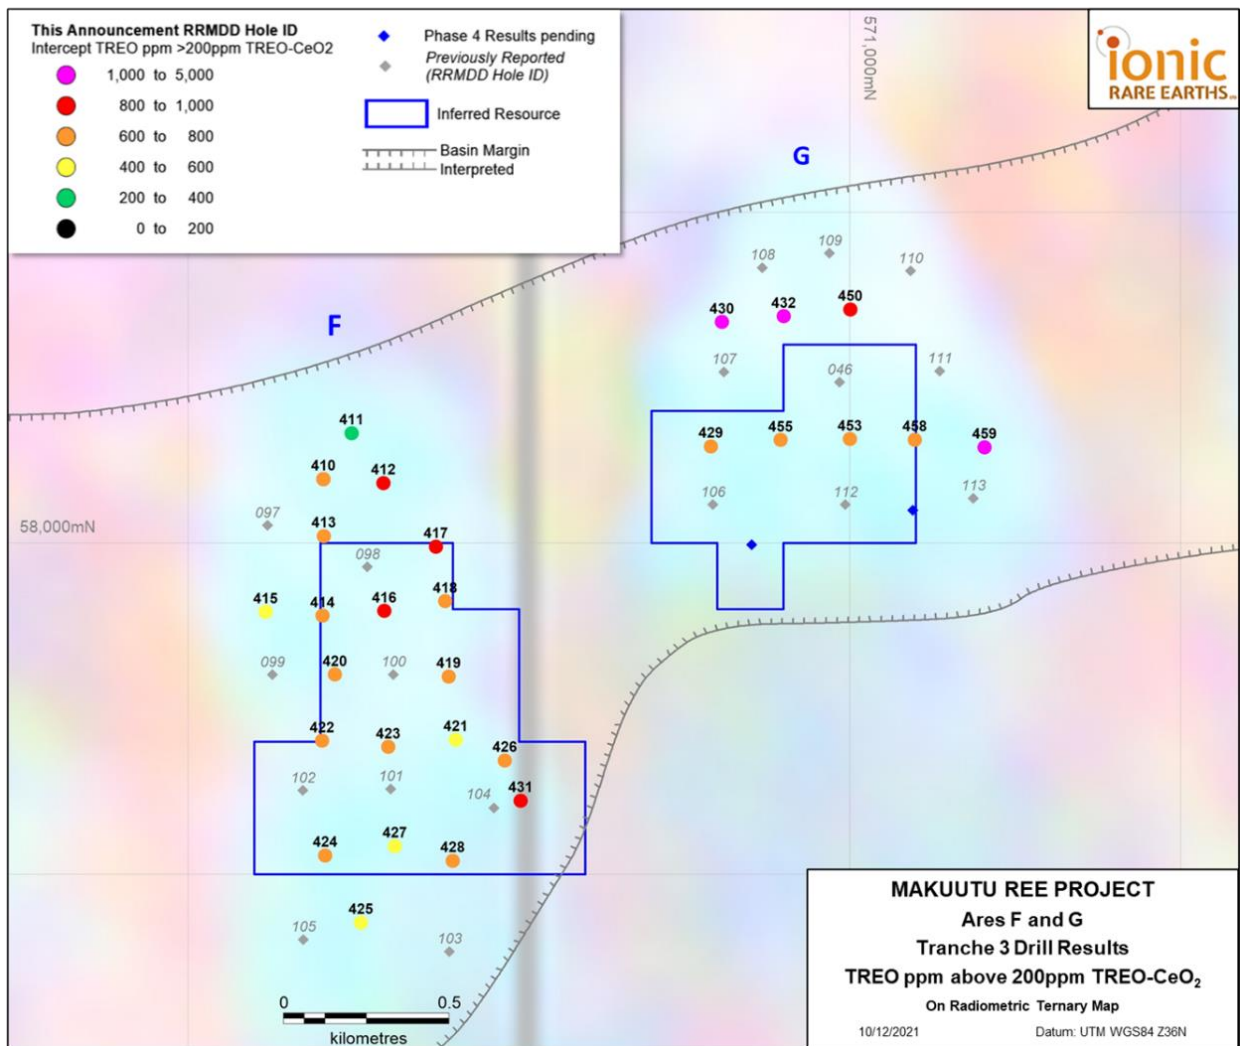 This Announcement RRMDD Hole ID
Intercept TREO ppm >200ppm TREO-CeO2
1,000 to 5,000
800 to 1,000
600 to 800
400 to 600
200 to 400
0 to 200
Phase 4 Results pending
Previously Reported
(RRMDD Hole ID)
Inferred Resource
Basin Margin
Interpreted
571,000mN
ionic
RARE EARTHS
G
109
108
110
430
432
450
F
107
046
111
411
429
455
453
458
459
410
412
106
112
113
097
58,000mN
413
417
098
415
414
416
418
099
420
100
419
422
423
421
426
102
101
104
431
424
427
428
425
105
103
0
0.5
kilometres
MAKUUTU REE PROJECT
Ares F and G
Tranche 3 Drill Results
TREO ppm above 200ppm TREO-CeO₂
On Radiometric Ternary Map
10/12/2021 Datum: UTM WGS84 Z36N